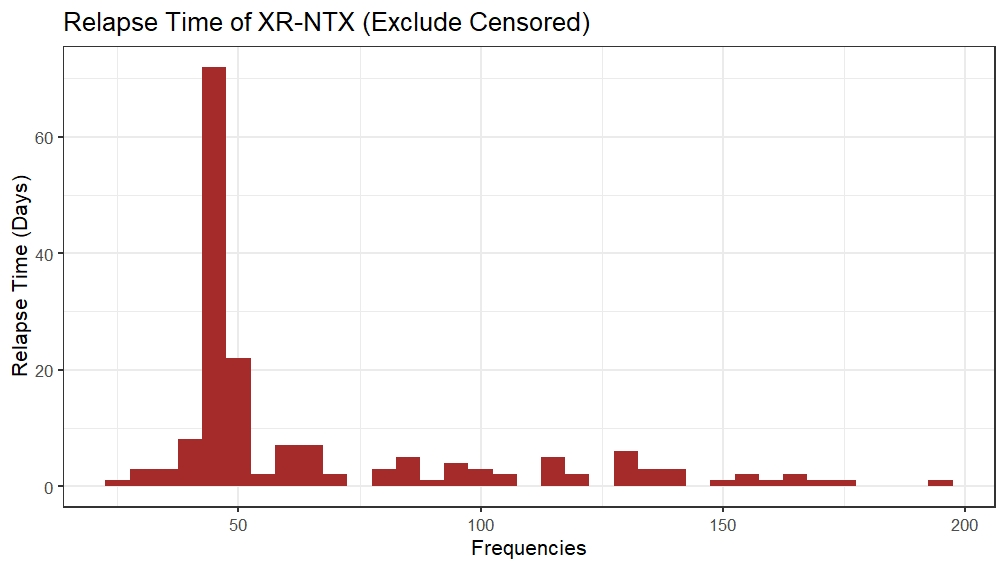 Relapse Time of XR-NTX (Exclude Censored)
Relapse Time (Days)
60
40
20
0
50
100
150
200
Frequencies